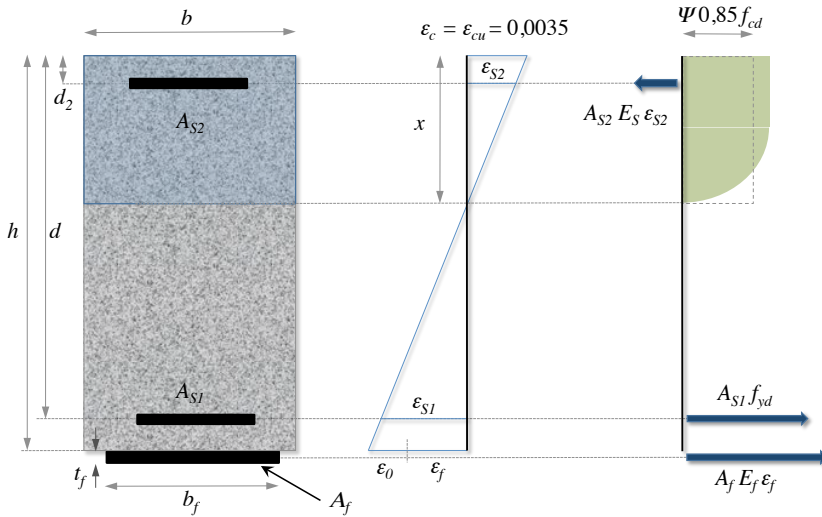 b
ε_c = ε_cu = 0,0035
Ψ 0,85 f_cd
d_2
A_S2
ε_S2
A_S2 E_S ε_S2
x
h
d
A_S1
ε_S1
A_S1 f_yd
t_f
b_f
A_f
ε_0
ε_f
A_f E_f ε_f